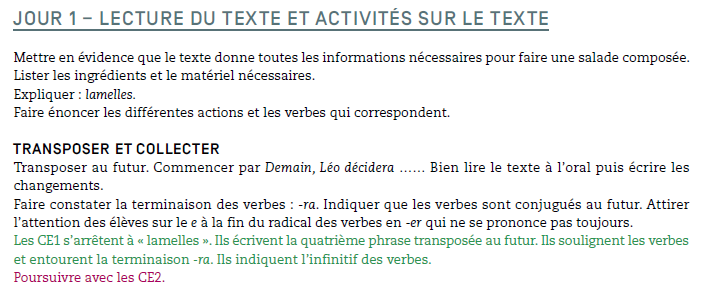 JOUR 1 – LECTURE DU TEXTE ET ACTIVITÉS SUR LE TEXTE
Mettre en évidence que le texte donne toutes les informations nécessaires pour faire une salade composée.
Lister les ingrédients et le matériel nécessaires.
Expliquer : lamelles.
Faire énoncer les différentes actions et les verbes qui correspondent.
TRANSPOSER ET COLLECTER
Transposer au futur. Commencer par Demain, Léo décidera …… Bien lire le texte à l’oral puis écrire les
changements.
Faire constater la terminaison des verbes : -ra. Indiquer que les verbes sont conjugués au futur. Attirer
l’attention des élèves sur le e à la fin du radical des verbes en -er qui ne se prononce pas toujours.
Les CE1 s’arrêtent à « lamelles ». Ils écrivent la quatrième phrase transposée au futur. Ils soulignent les verbes
et entourent la terminaison -ra. Ils indiquent l’infinitif des verbes.
Poursuivre avec les CE2.